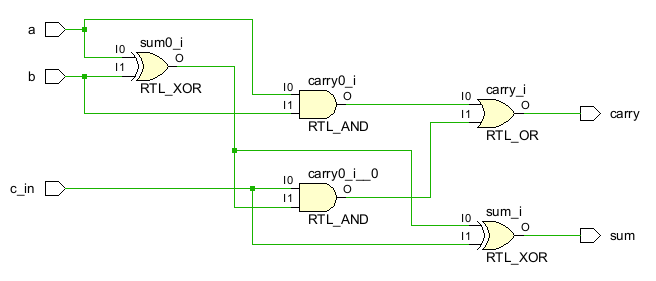 a
I0
sum0_i
O
I1
RTL_XOR
b
carry0_i
I0
O
I1
RTL_AND
carry_i
I0
O
I1
RTL_OR
carry
c_in
carry0_i__0
I0
O
I1
RTL_AND
sum_i
I0
O
I1
RTL_XOR
sum